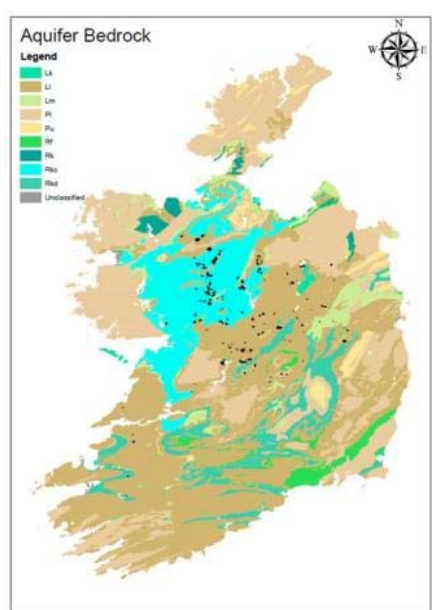 Aquifer Bedrock
N
W E
S
Legend
Lk
Ll
Lm
Pl
Pu
Rf
Rk
Rkc
Rkd
Unclassified